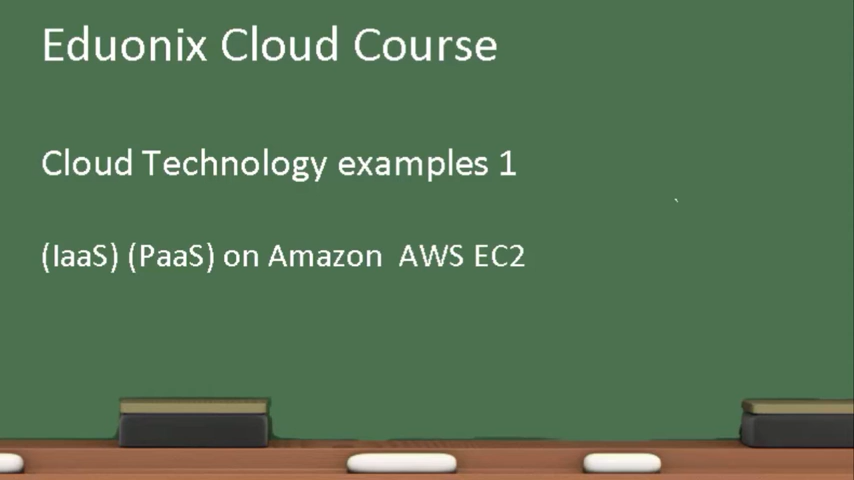 Eduonix Cloud Course
Cloud Technology examples 1
(IaaS) (PaaS) on Amazon AWS EC2